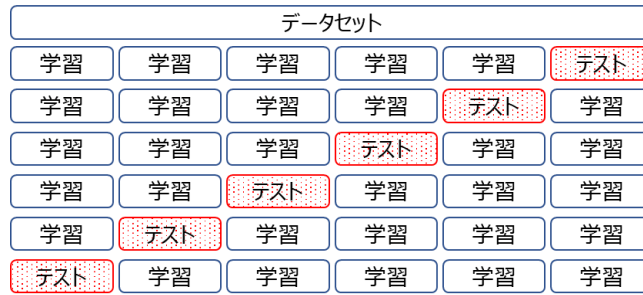 データセット
学習 学習 学習 学習 学習 テスト
学習 学習 学習 学習 テスト 学習
学習 学習 学習 テスト 学習 学習
学習 学習 テスト 学習 学習 学習
学習 テスト 学習 学習 学習 学習
テスト 学習 学習 学習 学習 学習